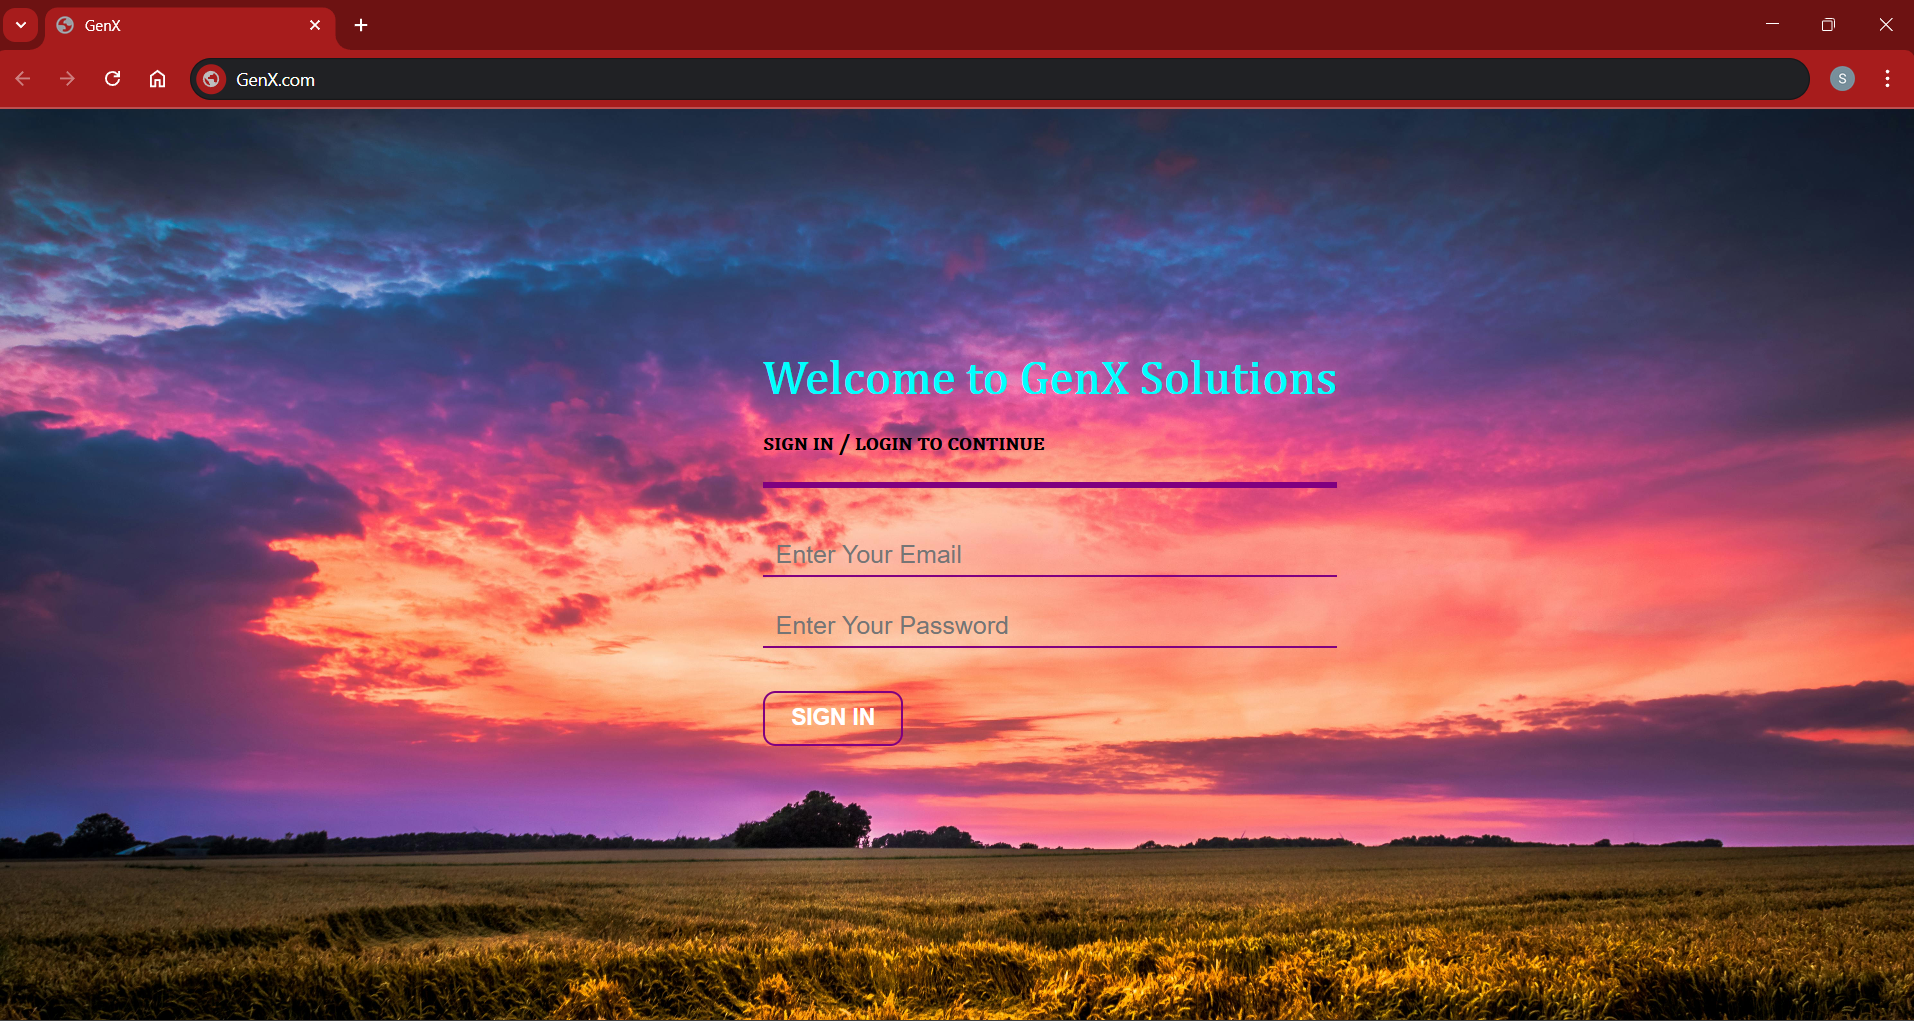 GenX
GenX.com
S
Welcome to GenX Solutions
SIGN IN / LOGIN TO CONTINUE
Enter Your Email
Enter Your Password
SIGN IN